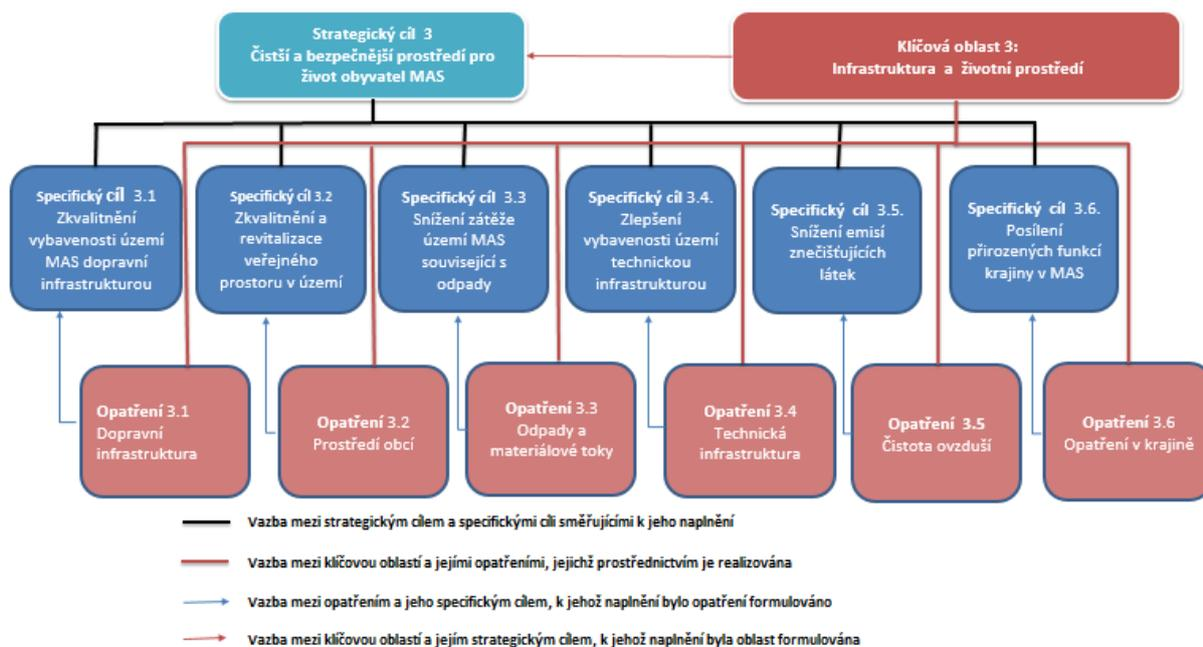 Strategický cíl 3
Čistší a bezpečnější prostředí pro
život obyvatel MAS
Klíčová oblast 3:
Infrastruktura a životní prostředí
Specifický cíl 3.1
Zkvalitnění
vybavenosti území
MAS dopravní
infrastrukturou
Specifický cíl 3.2
Zkvalitnění a
revitalizace
veřejného
prostoru v území
Specifický cíl 3.3
Snížení zátěže
území MAS
související s
odpady
Specifický cíl 3.4.
Zlepšení
vybavenosti území
technickou
infrastrukturou
Specifický cíl 3.5.
Snížení emisí
znečišťujících
látek
Specifický cíl 3.6.
Posílení
přirozených funkcí
krajiny v MAS
Opatření 3.1
Dopravní
infrastruktura
Opatření 3.2
Prostředí obcí
Opatření 3.3
Odpady a
materiálové toky
Opatření 3.4
Technická
infrastruktura
Opatření 3.5
Čistota ovzduší
Opatření 3.6
Opatření v krajině
Vazba mezi strategickým cílem a specifickými cíli směřujícími k jeho naplnění
Vazba mezi klíčovou oblastí a jejími opatřeními, jejichž prostřednictvím je realizována
Vazba mezi opatřením a jeho specifickým cílem, k jehož naplnění bylo opatření formulováno
Vazba mezi klíčovou oblastí a jejím strategickým cílem, k jehož naplnění byla oblast formulována